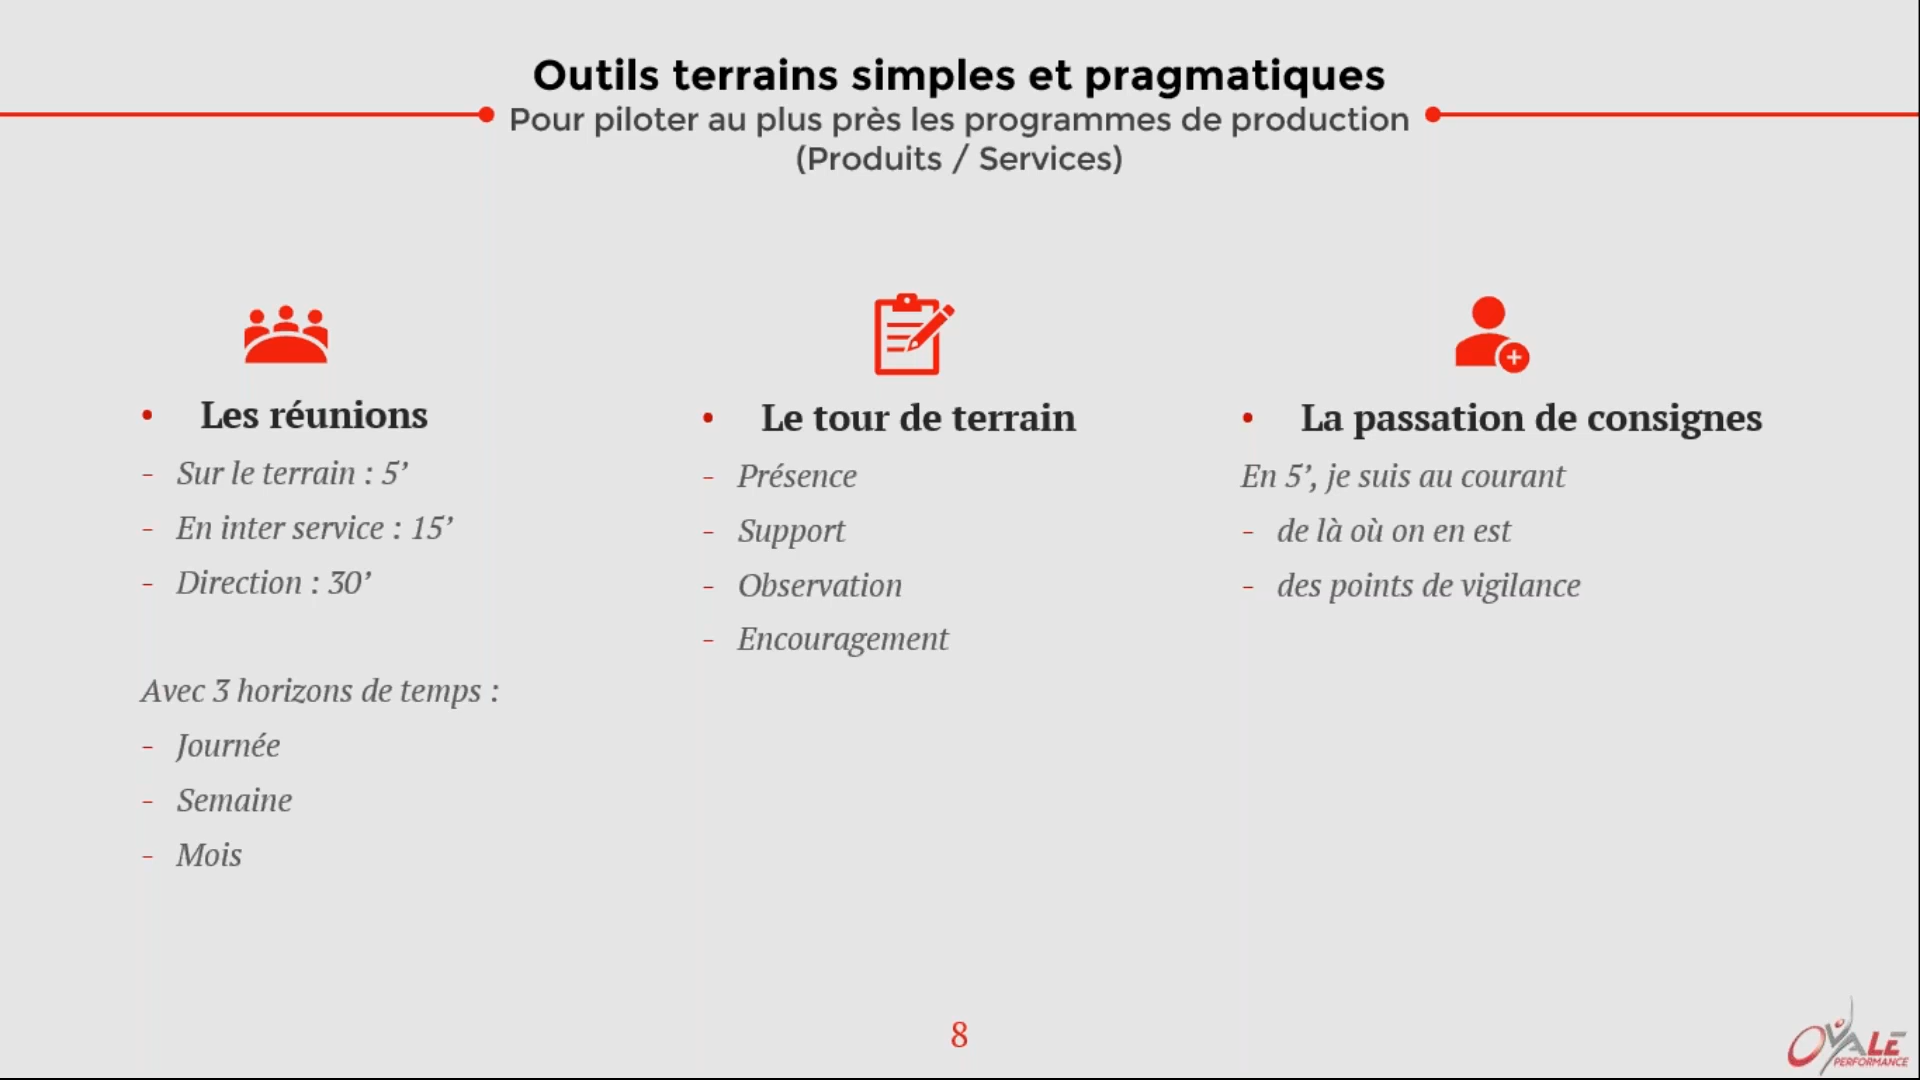 Outils terrains simples et pragmatiques
Pour piloter au plus près les programmes de production
(Produits / Services)
• Les réunions
- Sur le terrain : 5’
- En inter service : 15’
- Direction : 30’
Avec 3 horizons de temps :
- Journée
- Semaine
- Mois
• Le tour de terrain
- Présence
- Support
- Observation
- Encouragement
• La passation de consignes
En 5’, je suis au courant
- de là où on en est
- des points de vigilance
8
OVALE
PERFORMANCE